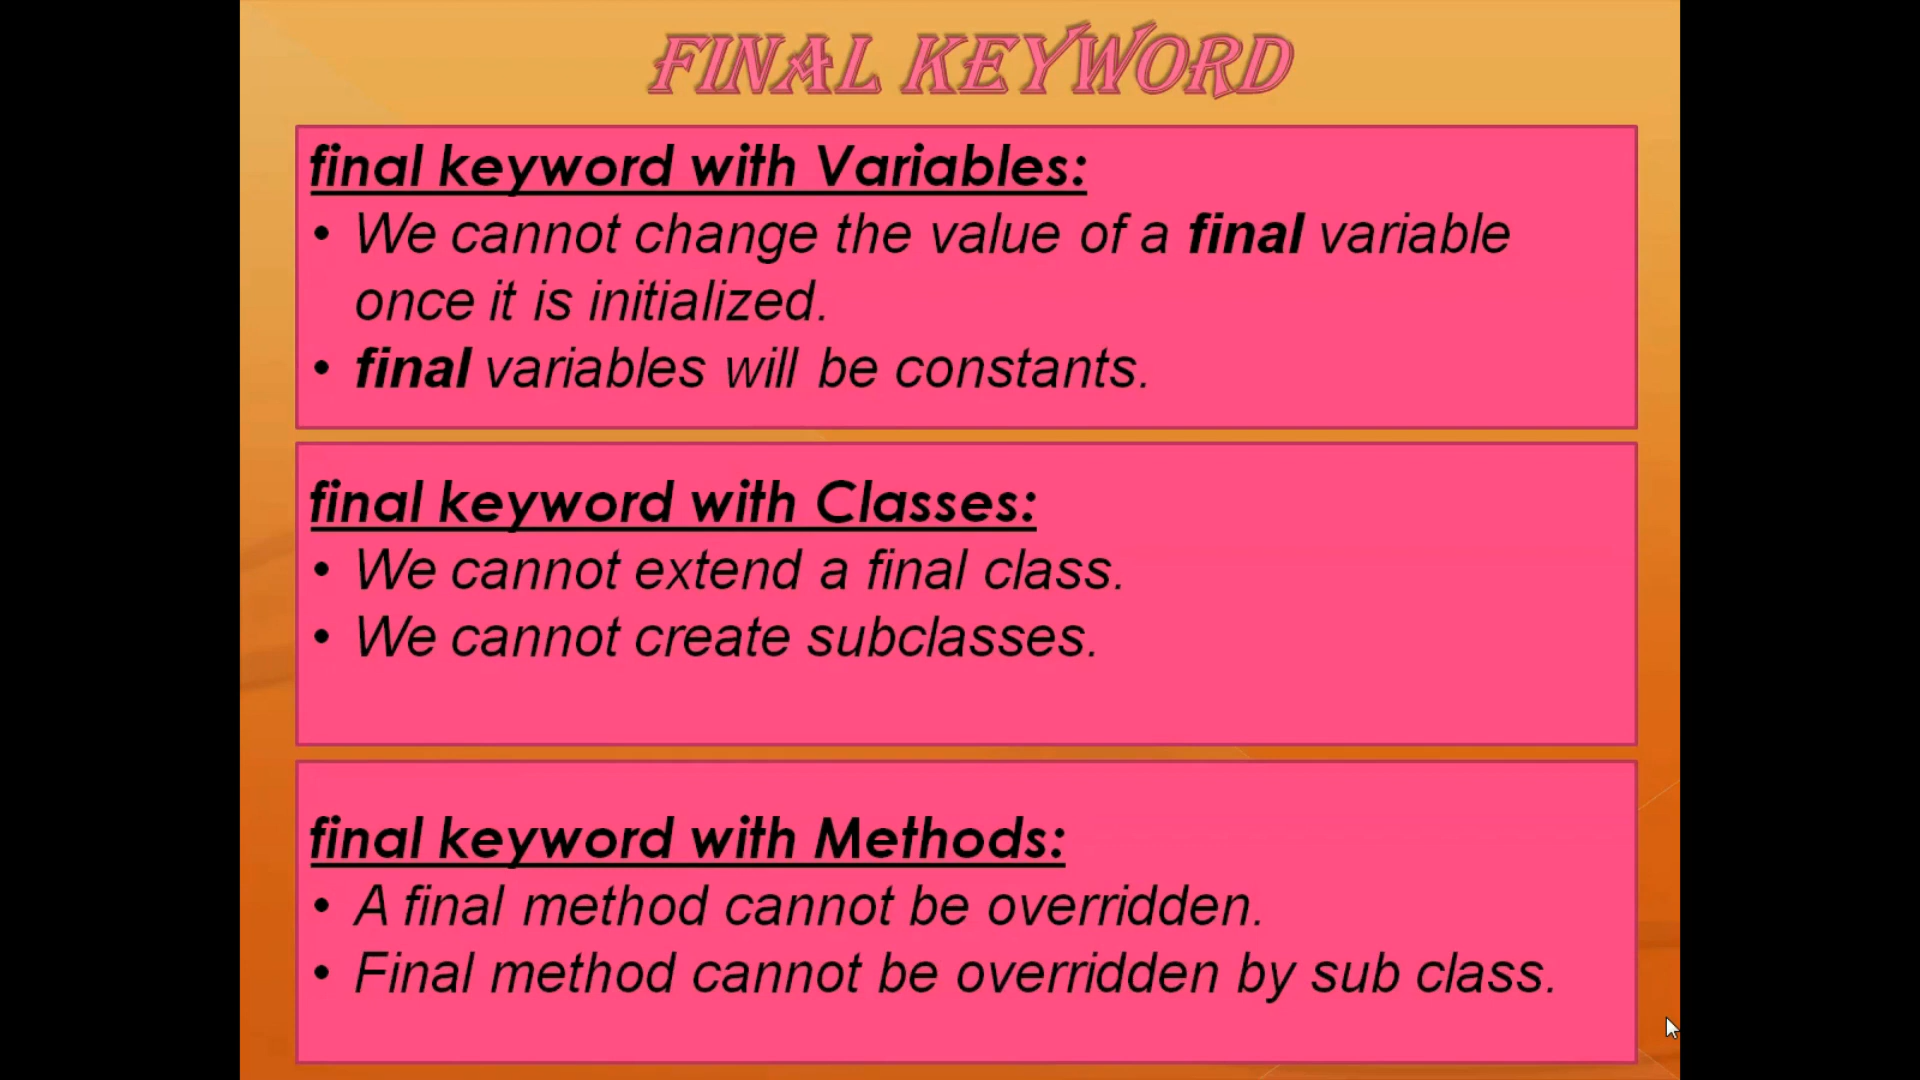 FINAL KEYWORD
final keyword with Variables:
• We cannot change the value of a final variable
once it is initialized.
• final variables will be constants.
final keyword with Classes:
• We cannot extend a final class.
• We cannot create subclasses.
final keyword with Methods:
• A final method cannot be overridden.
• Final method cannot be overridden by sub class.